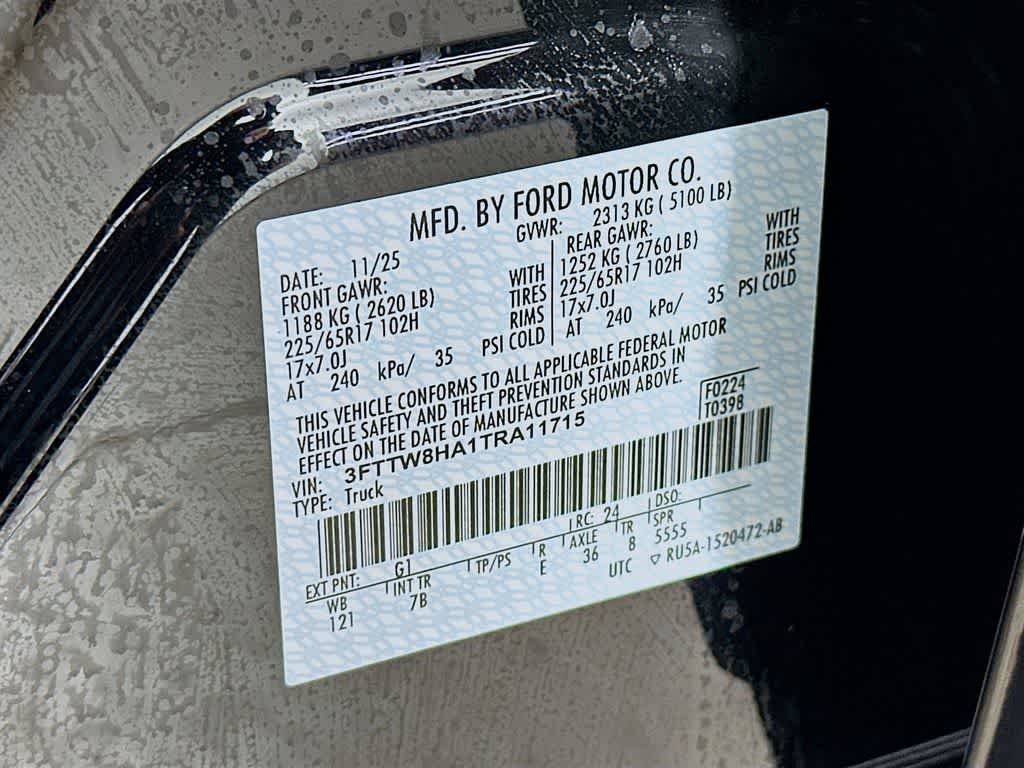 MFD. BY FORD MOTOR CO.
DATE: 11/25 GVWR: 2313 KG ( 5100 LB)
FRONT GAWR: REAR GAWR:
1188 KG ( 2620 LB) WITH 1252 KG ( 2760 LB) WITH
225/65R17 102H TIRES 225/65R17 102H TIRES
17x7.0J RIMS 17x7.0J RIMS
AT 240 kPa/ 35 PSI COLD AT 240 kPa/ 35 PSI COLD
THIS VEHICLE CONFORMS TO ALL APPLICABLE FEDERAL MOTOR
VEHICLE SAFETY AND THEFT PREVENTION STANDARDS IN
EFFECT ON THE DATE OF MANUFACTURE SHOWN ABOVE.
VIN: 3FTTW8HA1TRA11715 F0224
TYPE: Truck T0398
EXT PNT: G1 RC: 24 DSO:
WB INT TR TP/PS R AXLE TR SPR
121 7B E 36 8 5555
UTC ▽ RU5A-1520472-AB